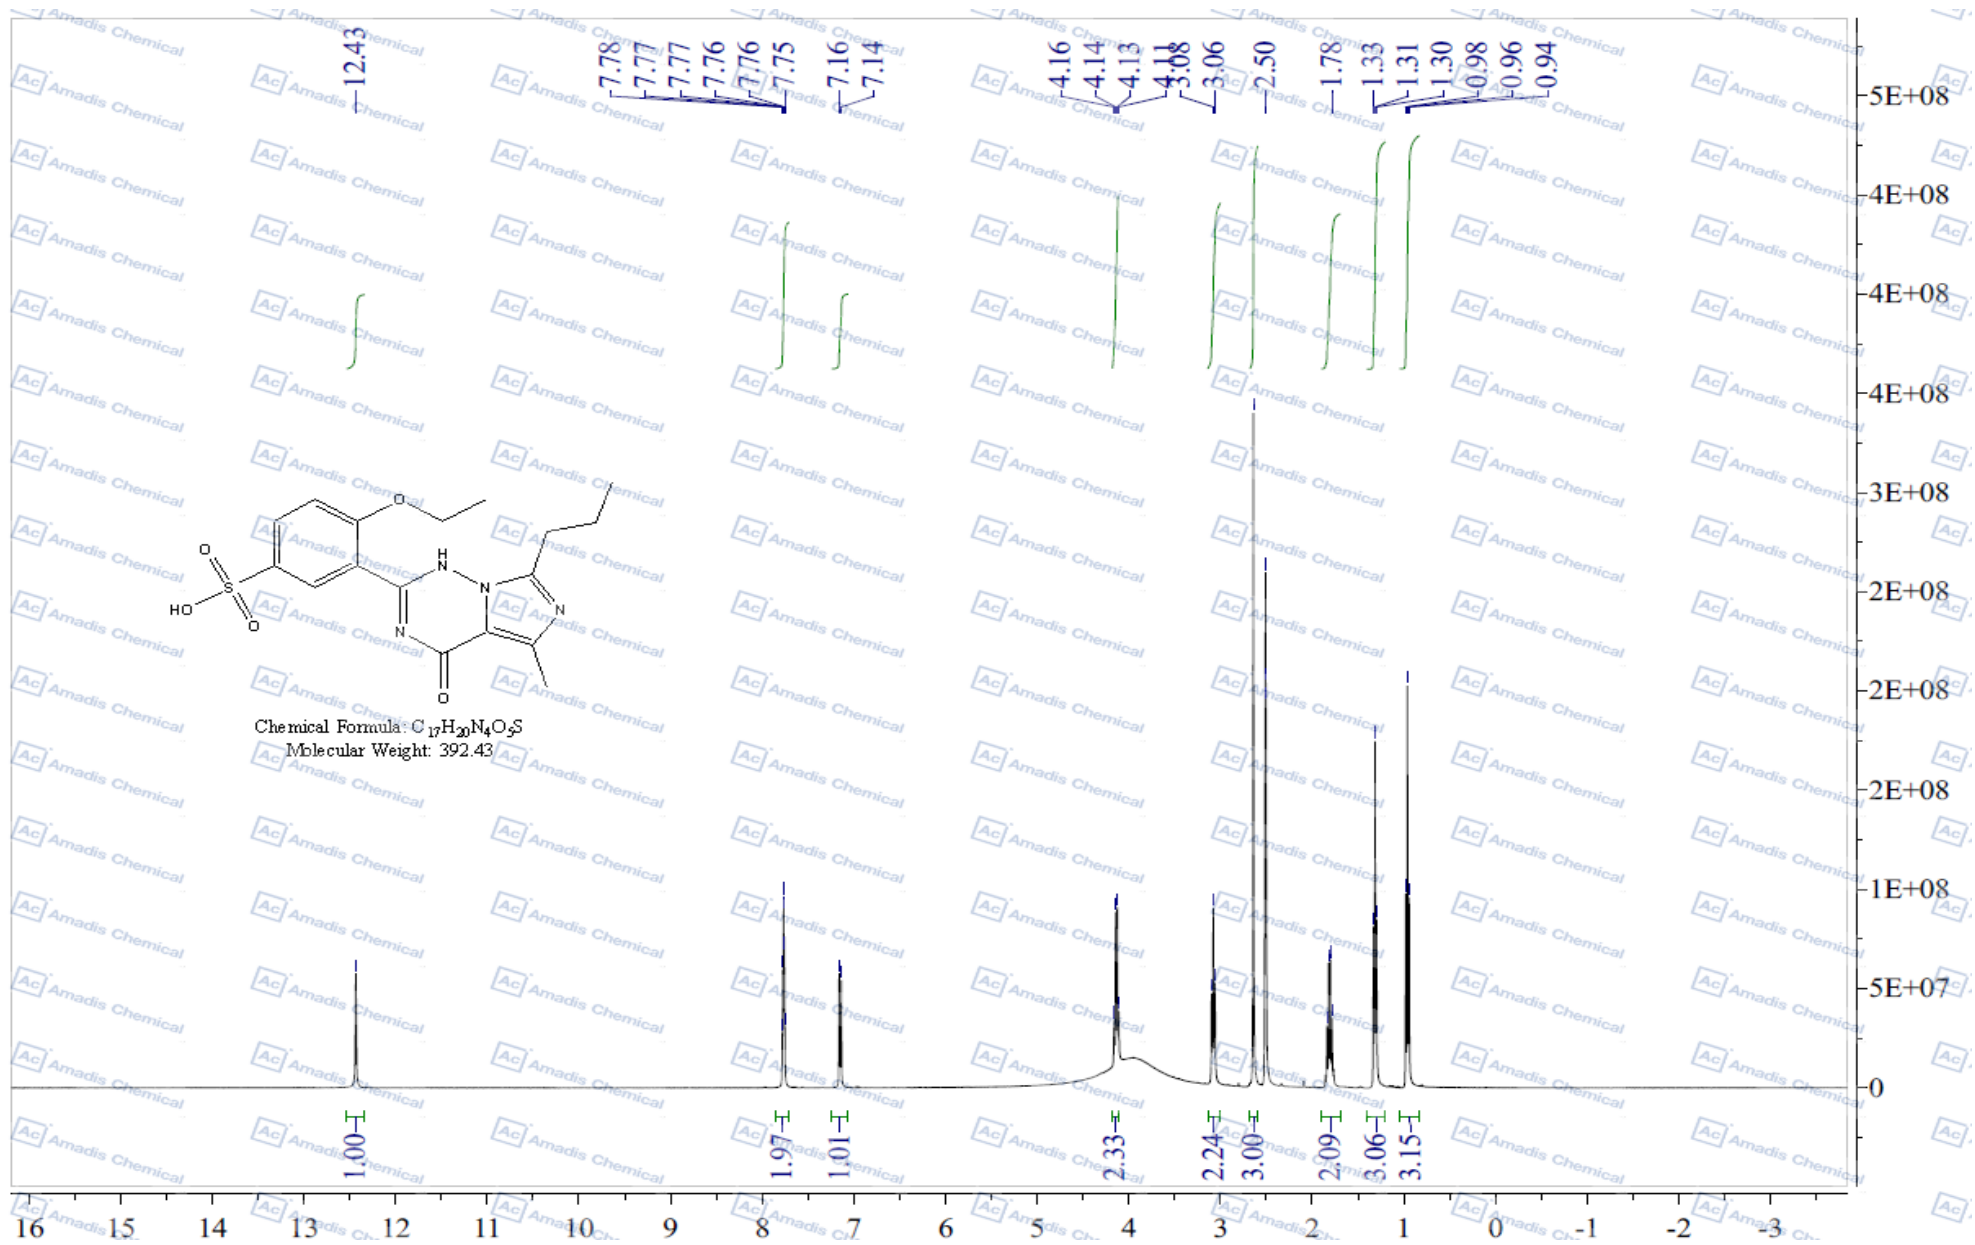 12.43
7.78
7.77
7.77
7.76
7.76
7.75
7.16
7.14
4.16
4.14
4.13
4.11
3.08
3.06
2.50
1.78
1.33
1.31
1.30
0.98
0.96
0.94
5E+08
4E+08
4E+08
4E+08
3E+08
2E+08
2E+08
2E+08
1E+08
5E+07
0
O
O
S
HO
O
H
N
N
N
N
O
Chemical Formula: C17H20N4O5S
Molecular Weight: 392.43
1.00
1.97
1.01
2.33
2.24
3.00
2.09
3.06
3.15
16 15 14 13 12 11 10 9 8 7 6 5 4 3 2 1 0 -1 -2 -3
Ac Amadis Chemical